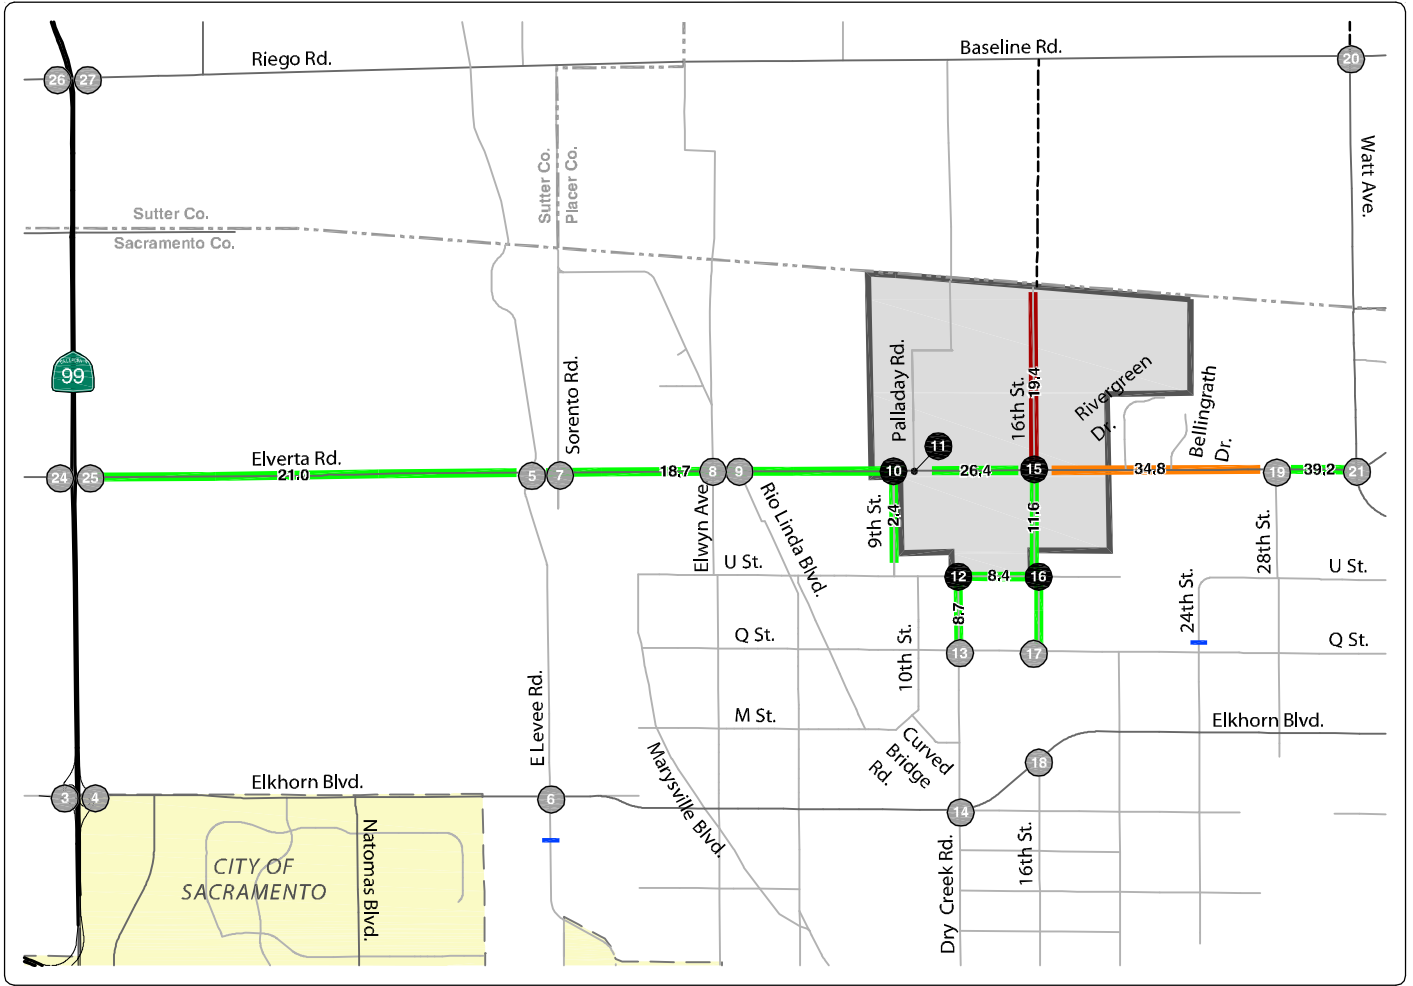 Riego Rd.
Baseline Rd.
26
27
20
Watt Ave.
Sutter Co.
Placer Co.
Sutter Co.
Sacramento Co.
99
Palladay Rd.
16th St.
19.4
Rivergreen
Dr.
Bellingrath
Dr.
Sorento Rd.
Elverta Rd.
24
25
21.0
5
7
18.7
8
9
10
11
26.4
15
34.8
19
39.2
21
Elwyn Ave.
Rio Linda Blvd.
9th St.
2.4
11.6
28th St.
U St.
12
8.4
16
U St.
24th St.
8.7
Q St.
13
17
Q St.
10th St.
E Levee Rd.
M St.
Curved
Bridge
Rd.
Elkhorn Blvd.
18
Elkhorn Blvd.
3
4
6
14
Marysville Blvd.
Natomas Blvd.
CITY OF
SACRAMENTO
Dry Creek Rd.
16th St.